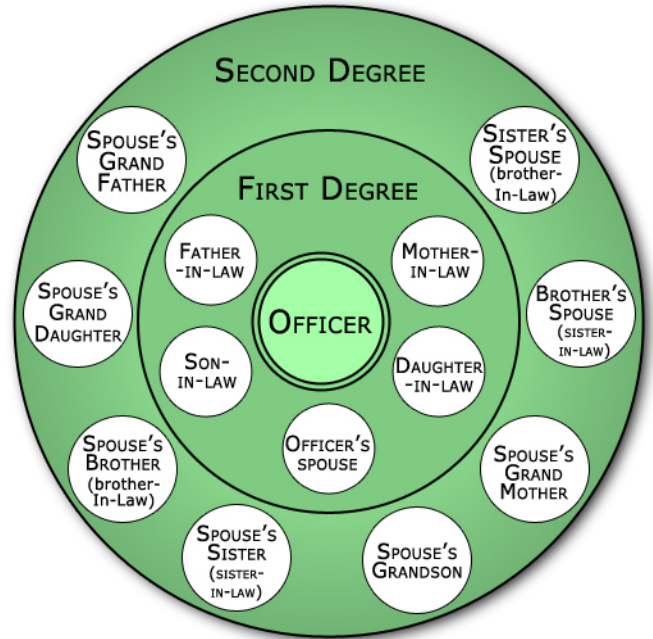 SECOND DEGREE
SPOUSE'S
GRAND
FATHER
SISTER'S
SPOUSE
(brother-
In-Law)
FIRST DEGREE
FATHER
-IN-LAW
MOTHER-
IN-LAW
SPOUSE'S
GRAND
DAUGHTER
OFFICER
BROTHER'S
SPOUSE
(SISTER-
IN-LAW)
SON-
IN-LAW
DAUGHTER
-IN-LAW
SPOUSE'S
BROTHER
(brother-
In-Law)
OFFICER'S
SPOUSE
SPOUSE'S
GRAND
MOTHER
SPOUSE'S
SISTER
(SISTER-
IN-LAW)
SPOUSE'S
GRANDSON